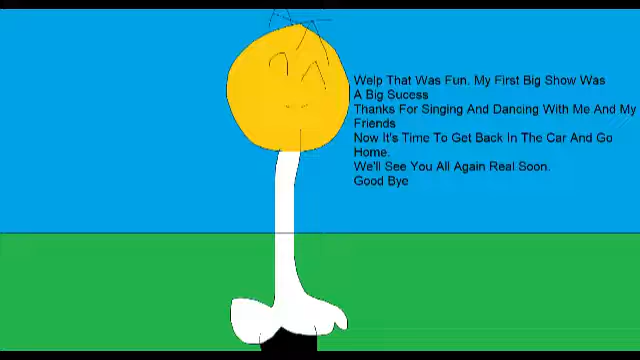 Welp That Was Fun. My First Big Show Was
A Big Sucess
Thanks For Singing And Dancing With Me And My
Friends
Now It's Time To Get Back In The Car And Go
Home.
We'll See You All Again Real Soon.
Good Bye